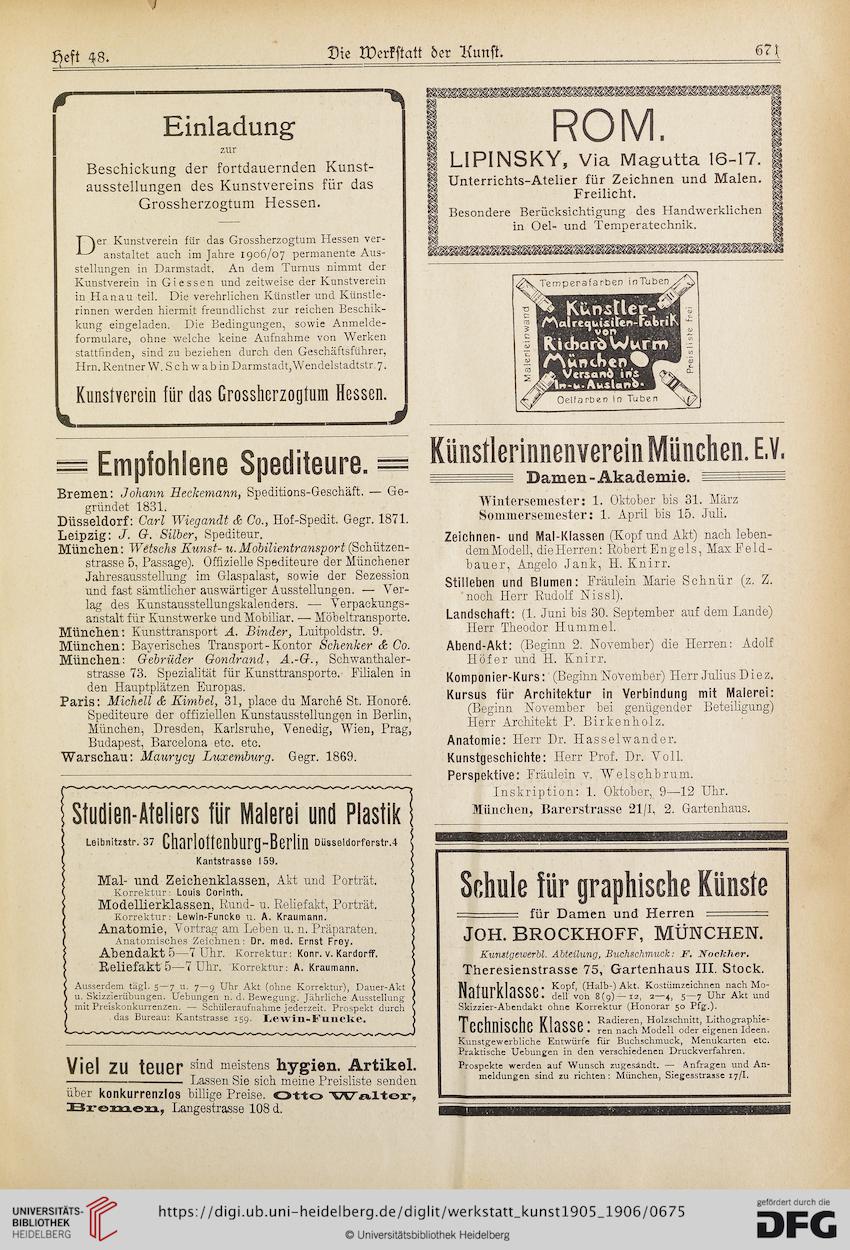 Heft 48.
Die Werkstatt der Kunst.
671
Einladung
zur
Beschickung der fortdauernden Kunst-
ausstellungen des Kunstvereins für das
Grossherzogtum Hessen.
Der Kunstverein für das Grossherzogtum Hessen ver-
anstaltet auch im Jahre 1906/07 permanente Aus-
stellungen in Darmstadt. An dem Turnus nimmt der
Kunstverein in Giessen und zeitweise der Kunstverein
in Hanau teil. Die verehrlichen Künstler und Künstle-
rinnen werden hiermit freundlichst zur reichen Beschik-
kung eingeladen. Die Bedingungen, sowie Anmelde-
formulare, ohne welche keine Aufnahme von Werken
stattfinden, sind zu beziehen durch den Geschäftsführer,
Hrn. Rentner W. Schwab in Darmstadt, Wendelstadtstr. 7.
Kunstverein für das Grossherzogtum Hessen.
Empfohlene Spediteure.
Bremen: Johann Heckemann, Speditions-Geschäft. — Ge-
gründet 1831.
Düsseldorf: Carl Wiegandt & Co., Hof-Spedit. Gegr. 1871.
Leipzig: J. G. Silber, Spediteur.
München: Wetschs Kunst- u. Mobilientransport (Schützen-
strasse 5, Passage). Offizielle Spediteure der Münchener
Jahresausstellung im Glaspalast, sowie der Sezession
und fast sämtlicher auswärtiger Ausstellungen. — Ver-
lag des Kunstausstellungskalenders. — Verpackungs-
anstalt für Kunstwerke und Mobiliar. — Möbeltransporte.
München: Kunsttransport A. Binder, Luitpoldstr. 9.
München: Bayerisches Transport-Kontor Schenker & Co.
München: Gebrüder Gondrand, A.-G., Schwanthaler-
strasse 73. Spezialität für Kunsttransporte. Filialen in
den Hauptplätzen Europas.
Paris: Michell & Kimbel, 31, place du Marché St. Honoré.
Spediteure der offiziellen Kunstausstellungen in Berlin,
München, Dresden, Karlsruhe, Venedig, Wien, Prag,
Budapest, Barcelona etc. etc.
Warschau: Maurycy Luxemburg. Gegr. 1869.
Studien-Ateliers für Malerei und Plastik
Leibnitzstr. 37 Charlottenburg-Berlin Düsseldorferstr. 4
Kantstrasse 159.
Mal- und Zeichenklassen, Akt und Porträt.
Korrektur: Louis Corinth.
Modellierklassen, Rund- u. Reliefakt, Porträt.
Korrektur: Lewin-Funcke u. A. Kraumann.
Anatomie, Vortrag am Leben u. n. Präparaten.
Anatomisches Zeichnen: Dr. med. Ernst Frey.
Abendakt 5—7 Uhr. Korrektur: Konr. v. Kardorff.
Reliefakt 5—7 Uhr. Korrektur: A. Kraumann.
Ausserdem tägl. 5—7 u. 7—9 Uhr Akt (ohne Korrektur), Dauer-Akt
u. Skizzierübungen. Uebungen n. d. Bewegung. Jährliche Ausstellung
mit Preiskonkurrenzen. — Schüleraufnahme jederzeit. Prospekt durch
das Bureau: Kantstrasse 159. Lewin-Funcke.
Viel zu teuer sind meistens hygien. Artikel.
Lassen Sie sich meine Preisliste senden
über konkurrenzlos billige Preise. Otto Walter,
Bremen, Langestrasse 108 d.
ROM.
LIPINSKY, Via Magutta 16-17.
Unterrichts-Atelier für Zeichnen und Malen.
Freilicht.
Besondere Berücksichtigung des Handwerklichen
in Oel- und Temperatechnik.
Temperafarben in Tuben
Malerleinwand
Künstler-
Malrequisiten-Fabrik
von
Richard Wurm
München
Versand in's
In- u. Ausland.
Preisliste frei
Oelfarben in Tuben
Künstlerinnenverein München. E.V.
Damen-Akademie.
Wintersemester: 1. Oktober bis 31. März
Sommersemester: 1. April bis 15. Juli.
Zeichnen- und Mal-Klassen (Kopf und Akt) nach leben-
dem Modell, die Herren: Robert Engels, Max Feld-
bauer, Angelo Jank, H. Knirr.
Stilleben und Blumen: Fräulein Marie Schnür (z. Z.
noch Herr Rudolf Nissl).
Landschaft: (1. Juni bis 30. September auf dem Lande)
Herr Theodor Hummel.
Abend-Akt: (Beginn 2. November) die Herren: Adolf
Höfer und H. Knirr.
Komponier-Kurs: (Beginn November) Herr Julius Diez.
Kursus für Architektur in Verbindung mit Malerei:
(Beginn November bei genügender Beteiligung)
Herr Architekt P. Birkenholz.
Anatomie: Herr Dr. Hasselwander.
Kunstgeschichte: Herr Prof. Dr. Voll.
Perspektive: Fräulein v. Welschbrum.
Inskription: 1. Oktober, 9—12 Uhr.
München, Barerstrasse 21/I, 2. Gartenhaus.
Schule für graphische Künste
für Damen und Herren
JOH. BROCKHOFF, MÜNCHEN.
Kunstgewerbl. Abteilung, Buchschmuck: F. Nockher.
Theresienstrasse 75, Gartenhaus III. Stock.
Naturklasse: Kopf, (Halb-) Akt. Kostümzeichnen nach Mo-
dell von 8(9)—12, 2—4, 5—7 Uhr Akt und
Skizzier-Abendakt ohne Korrektur (Honorar 50 Pfg.).
Technische Klasse: Radieren, Holzschnitt, Lithographie-
ren nach Modell oder eigenen Ideen.
Kunstgewerbliche Entwürfe für Buchschmuck, Menukarten etc.
Praktische Uebungen in den verschiedenen Druckverfahren.
Prospekte werden auf Wunsch zugesandt. — Anfragen und An-
meldungen sind zu richten: München, Siegesstrasse 17/I.
UNIVERSITÄTS-
BIBLIOTHEK
HEIDELBERG
https://digi.ub.uni-heidelberg.de/diglit/werkstatt_kunst1905_1906/0675
© Universitätsbibliothek Heidelberg
gefördert durch die
DFG